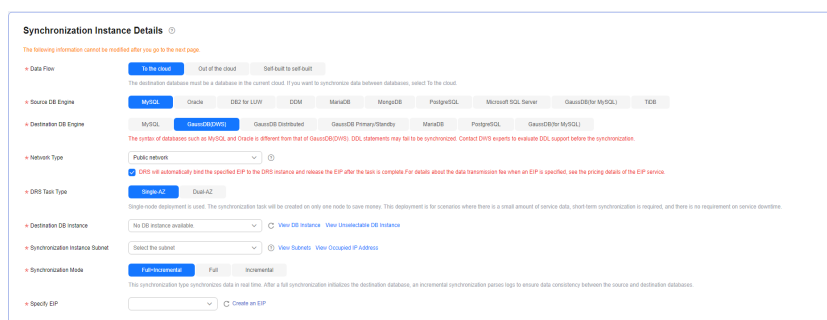 Synchronization Instance Details
The following information cannot be modified after you go to the next page.
* Data Flow
To the cloud Out of the cloud Self-built to self-built
The destination database must be a database in the current cloud. If you want to synchronize data between databases, select To the cloud.
* Source DB Engine
MySQL Oracle DB2 for LUW DDM MariaDB MongoDB PostgreSQL Microsoft SQL Server GaussDB(for MySQL) TiDB
* Destination DB Engine
MySQL GaussDB(DWS) GaussDB Distributed GaussDB Primary/Standby MariaDB PostgreSQL GaussDB(for MySQL)
The syntax of databases such as MySQL and Oracle is different from that of GaussDB(DWS). DDL statements may fail to be synchronized. Contact DWS experts to evaluate DDL support before the synchronization.
* Network Type
Public network
DRS will automatically bind the specified EIP to the DRS instance and release the EIP after the task is complete.For details about the data transmission fee when an EIP is specified, see the pricing details of the EIP service.
* DRS Task Type
Single-AZ Dual-AZ
Single-node deployment is used. The synchronization task will be created on only one node to save money. This deployment is for scenarios where there is a small amount of service data, short-term synchronization is required, and there is no requirement on service downtime.
* Destination DB Instance
No DB instance available View DB Instance View Unselectable DB Instance
* Synchronization Instance Subnet
Select the subnet View Subnets View Occupied IP Address
* Synchronization Mode
Full+Incremental Full Incremental
This synchronization type synchronizes data in real time. After a full synchronization initializes the destination database, an incremental synchronization parses logs to ensure data consistency between the source and destination databases.
* Specify EIP
Create an EIP